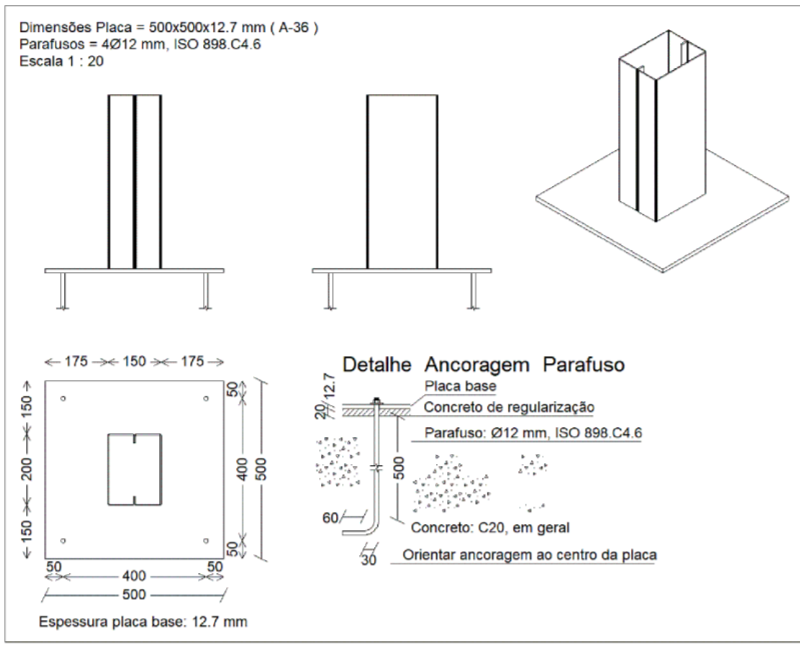 Dimensões Placa = 500x500x12.7 mm ( A-36 )
Parafusos = 4Ø12 mm, ISO 898.C4.6
Escala 1 : 20
175
150
175
150
200
150
50
400
50
500
50
50
400
500
Espessura placa base: 12.7 mm
Detalhe Ancoragem Parafuso
12.7
20
Placa base
Concreto de regularização
Parafuso: Ø12 mm, ISO 898.C4.6
500
60
30
Concreto: C20, em geral
Orientar ancoragem ao centro da placa